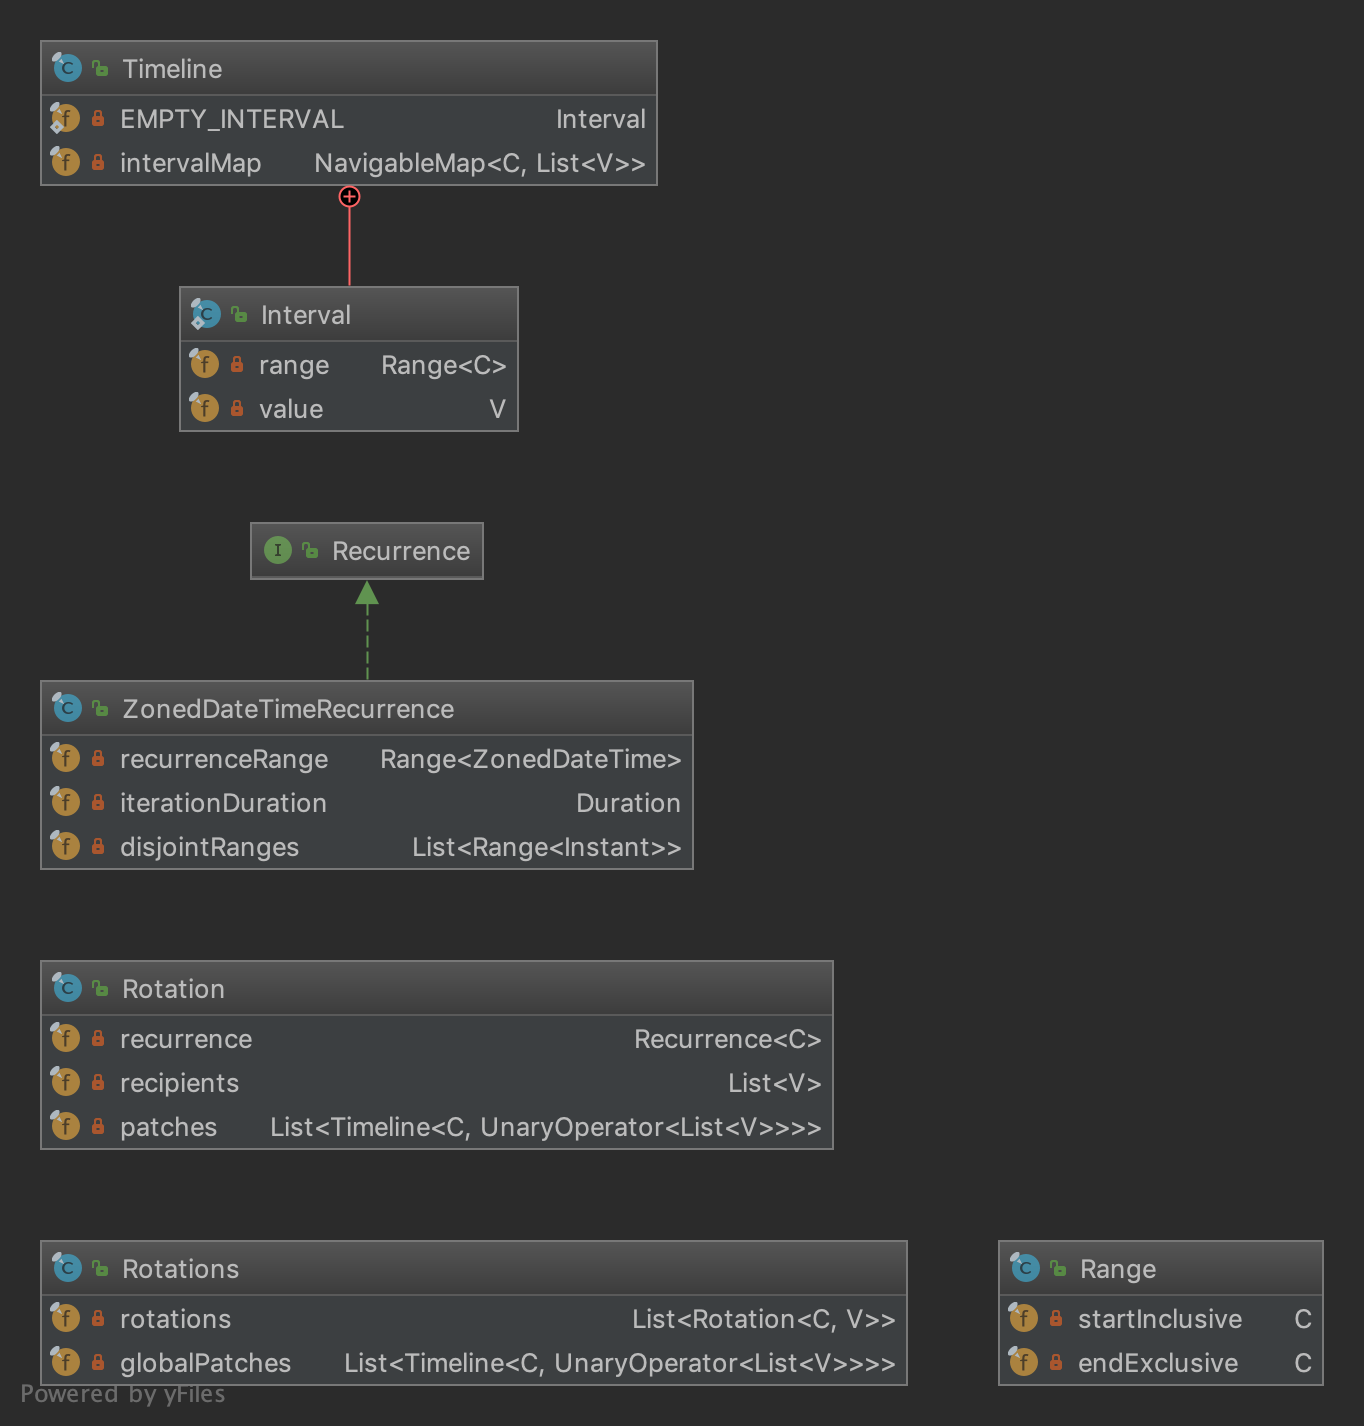 Timeline
EMPTY_INTERVAL Interval
intervalMap NavigableMap<C, List<V>>
Interval
range Range<C>
value V
Recurrence
ZonedDateTimeRecurrence
recurrenceRange Range<ZonedDateTime>
iterationDuration Duration
disjointRanges List<Range<Instant>>
Rotation
recurrence Recurrence<C>
recipients List<V>
patches List<Timeline<C, UnaryOperator<List<V>>>>
Rotations
rotations List<Rotation<C, V>>
globalPatches List<Timeline<C, UnaryOperator<List<V>>>>
Range
startInclusive C
endExclusive C
Powered by yFiles